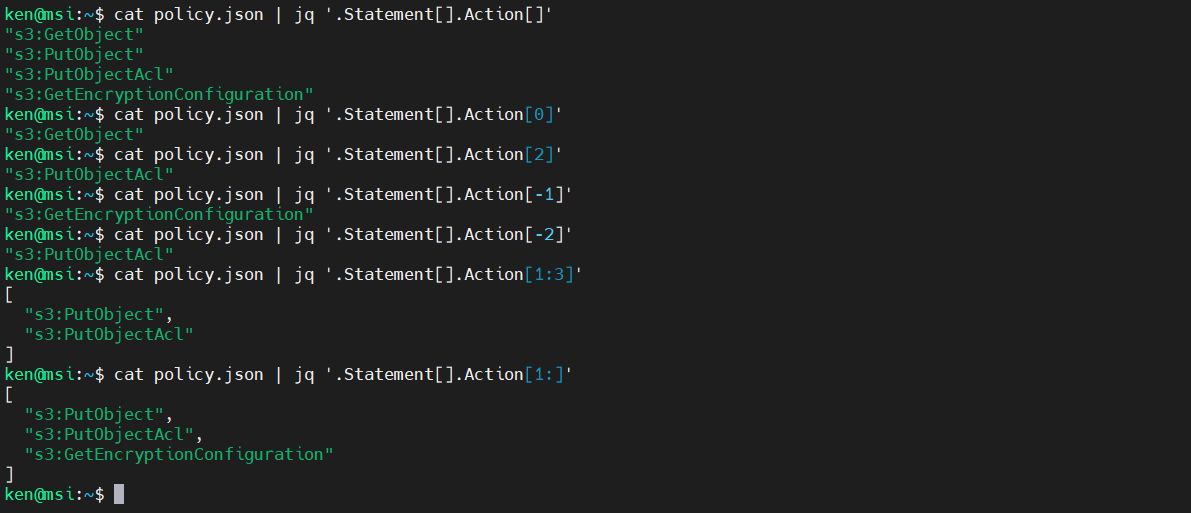 ken@msi:~$ cat policy.json | jq '.Statement[].Action[]'
"s3:GetObject"
"s3:PutObject"
"s3:PutObjectAcl"
"s3:GetEncryptionConfiguration"
ken@msi:~$ cat policy.json | jq '.Statement[].Action[0]'
"s3:GetObject"
ken@msi:~$ cat policy.json | jq '.Statement[].Action[2]'
"s3:PutObjectAcl"
ken@msi:~$ cat policy.json | jq '.Statement[].Action[-1]'
"s3:GetEncryptionConfiguration"
ken@msi:~$ cat policy.json | jq '.Statement[].Action[-2]'
"s3:PutObjectAcl"
ken@msi:~$ cat policy.json | jq '.Statement[].Action[1:3]'
[
  "s3:PutObject",
  "s3:PutObjectAcl"
]
ken@msi:~$ cat policy.json | jq '.Statement[].Action[1:]'
[
  "s3:PutObject",
  "s3:PutObjectAcl",
  "s3:GetEncryptionConfiguration"
]
ken@msi:~$